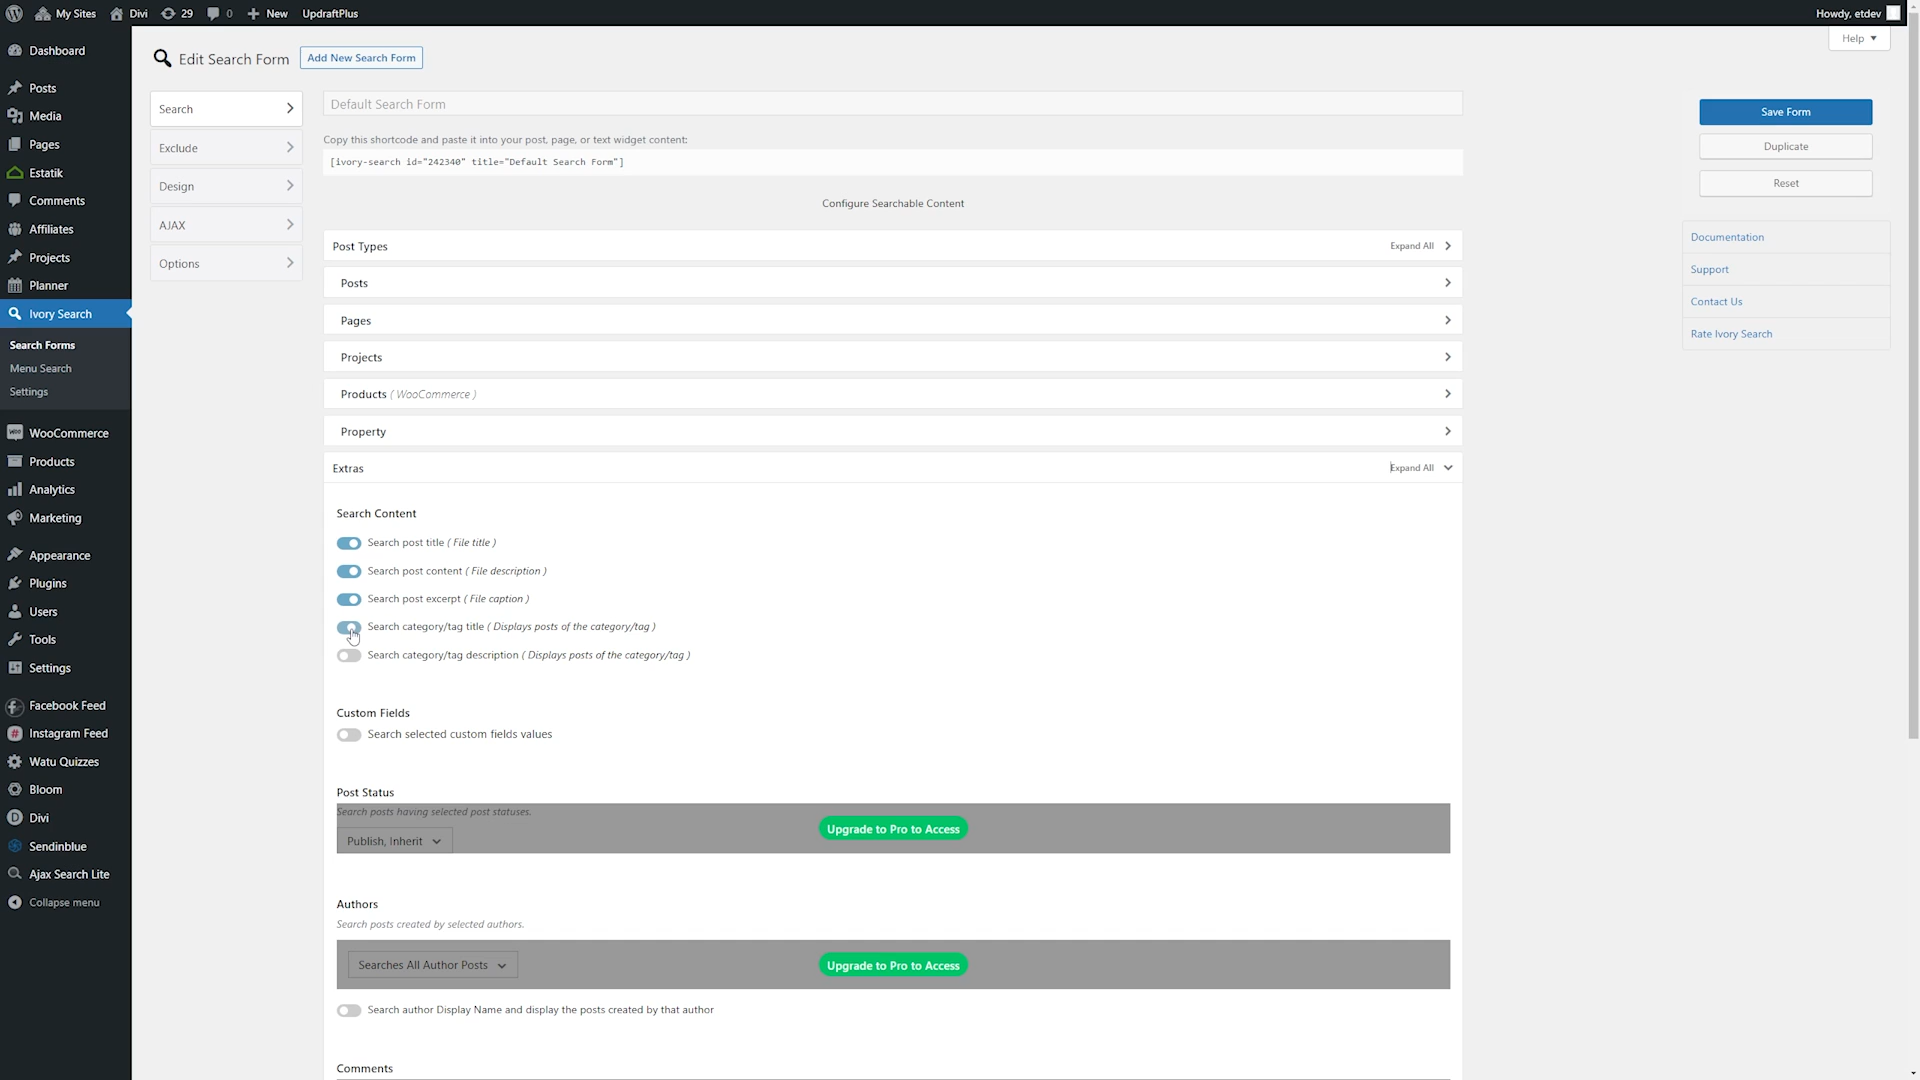 My Sites
Divi
29
0
New
UpdraftPlus
Howdy, etdev
Help
Dashboard
Posts
Media
Pages
Estatik
Comments
Affiliates
Projects
Planner
Ivory Search
Search Forms
Menu Search
Settings
WooCommerce
Products
Analytics
Marketing
Appearance
Plugins
Users
Tools
Settings
Facebook Feed
Instagram Feed
Watu Quizzes
Bloom
Divi
Sendinblue
Ajax Search Lite
Collapse menu
Edit Search Form
Add New Search Form
Search
Exclude
Design
AJAX
Options
Default Search Form
Copy this shortcode and paste it into your post, page, or text widget content:
[ivory-search id="242340" title="Default Search Form"]
Configure Searchable Content
Post Types
Expand All
Posts
Pages
Projects
Products ( WooCommerce )
Property
Extras
Expand All
Search Content
Search post title ( File title )
Search post content ( File description )
Search post excerpt ( File caption )
Search category/tag title ( Displays posts of the category/tag )
Search category/tag description ( Displays posts of the category/tag )
Custom Fields
Search selected custom fields values
Post Status
Search posts having selected post statuses.
Publish, Inherit
Upgrade to Pro to Access
Authors
Search posts created by selected authors.
Searches All Author Posts
Upgrade to Pro to Access
Search author Display Name and display the posts created by that author
Comments
Save Form
Duplicate
Reset
Documentation
Support
Contact Us
Rate Ivory Search